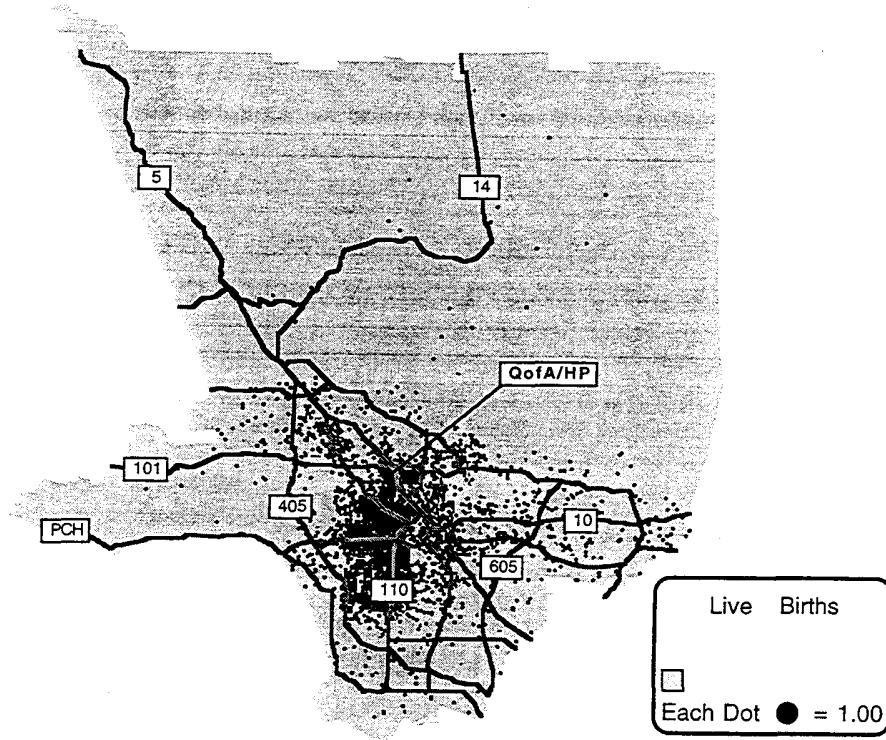 5
14
QofA/HP
101
405
10
PCH
605
110
Live Births
Each Dot ● = 1.00